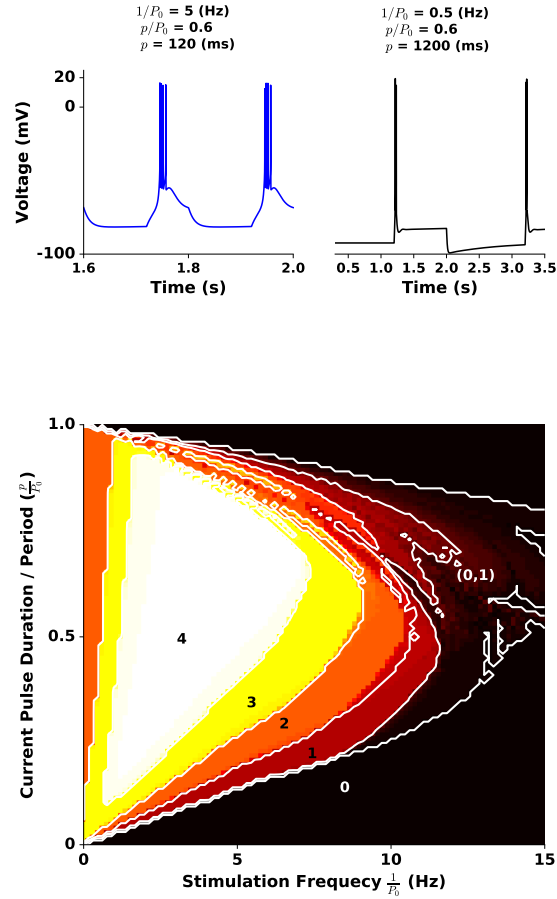 1/P₀ = 5 (Hz)
p/P₀ = 0.6
p = 120 (ms)
1/P₀ = 0.5 (Hz)
p/P₀ = 0.6
p = 1200 (ms)
Voltage (mV)
20
0
-100
1.6
1.8
2.0
Time (s)
0.5
1.0
1.5
2.0
2.5
3.0
3.5
Time (s)
Current Pulse Duration / Period (p/P₀)
1.0
0.5
0
(0,1)
4
3
2
1
0
0
5
10
15
Stimulation Frequecy 1/P₀ (Hz)